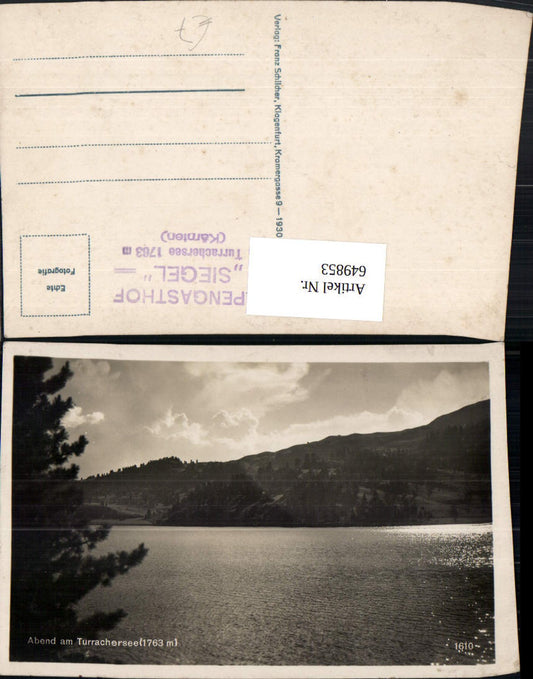 Verlag: Franz Schilcher, Klagenfurt, Kramergasse 9 — 1930
Artikel Nr.
649853
PENGASTHOF
„SIEGEL"
Turrachersee 1763 m
(Kärnten)
Echte
Fotografie
Abend am Turrachersee (1763 m)
1610